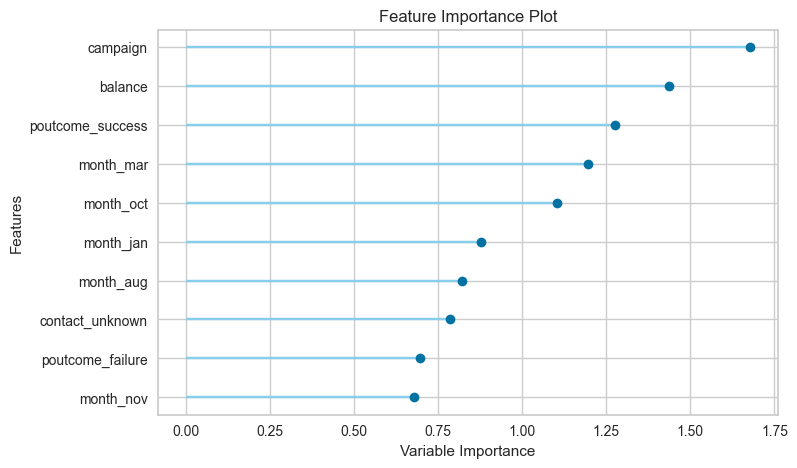 Feature Importance Plot
campaign
balance
poutcome_success
month_mar
month_oct
month_jan
month_aug
contact_unknown
poutcome_failure
month_nov
Features
0.00 0.25 0.50 0.75 1.00 1.25 1.50 1.75
Variable Importance